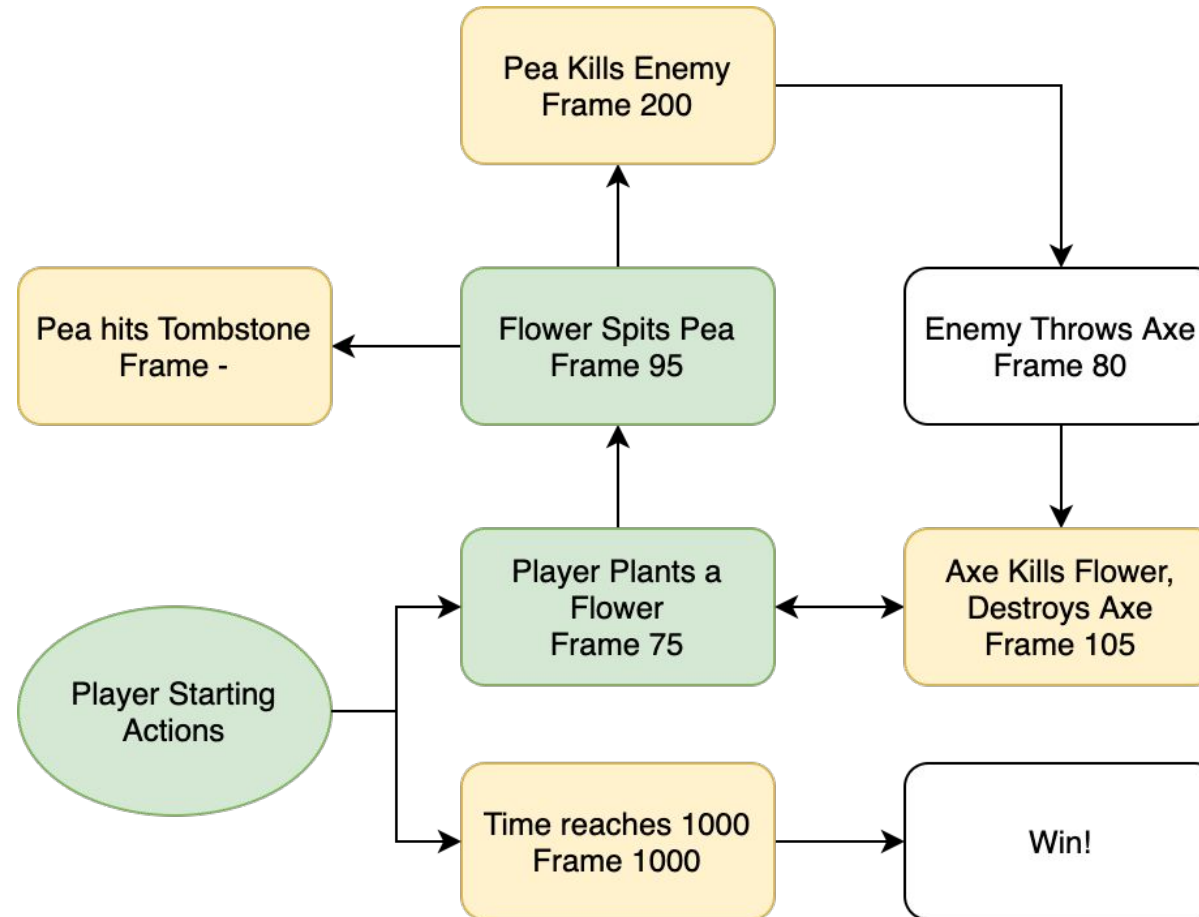 Pea Kills Enemy
Frame 200
Pea hits Tombstone
Frame -
Flower Spits Pea
Frame 95
Enemy Throws Axe
Frame 80
Player Plants a
Flower
Frame 75
Axe Kills Flower,
Destroys Axe
Frame 105
Player Starting
Actions
Time reaches 1000
Frame 1000
Win!